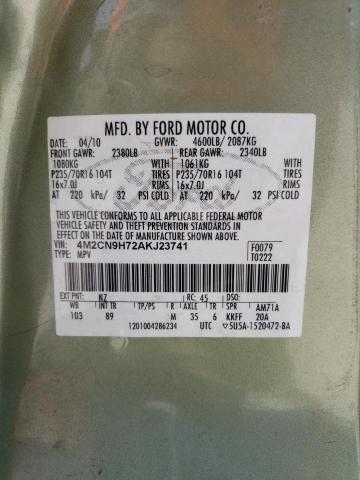 MFD. BY FORD MOTOR CO.
DATE: 04/10 GVWR: 4600LB/ 2087KG
FRONT GAWR: 2380LB REAR GAWR: 2340LB
1080KG WITH 1061KG WITH
P235/70R16 104T TIRES P235/70R16 104T TIRES
16x7.0J RIMS 16x7.0J RIMS
AT 220 kPa/ 32 PSI COLD AT 220 kPa/ 32 PSI COLD
THIS VEHICLE CONFORMS TO ALL APPLICABLE FEDERAL MOTOR
VEHICLE SAFETY AND THEFT PREVENTION STANDARDS IN EFFECT ON
THE DATE OF MANUFACTURE SHOWN ABOVE.
VIN: 4M2CN9H72AKJ23741 F0079
TYPE: MPV T0222
EXT PNT: NZ RC: 45 DSO:
WB INT TR TP/PS R AXLE TR SPR AM71A
103 89 M 35 6 KKFF 20A
1201004286234 UTC 5U5A-1520472-BA